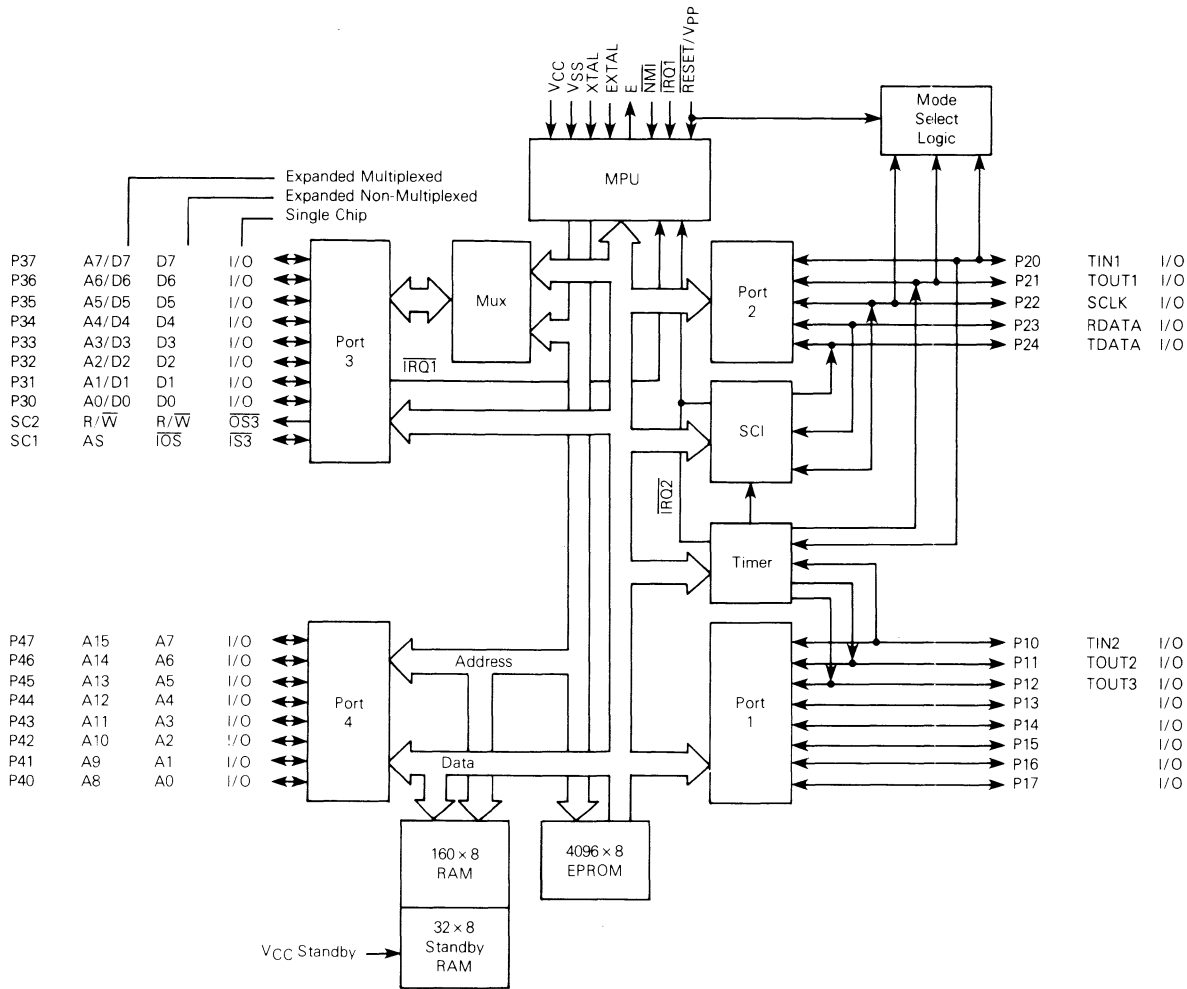 VCC
VSS
XTAL
EXTAL
E
NMI
IRQ1
RESET/VPP
Mode
Select
Logic
MPU
Expanded Multiplexed
Expanded Non-Multiplexed
Single Chip
P37 A7/D7 D7 I/O
P36 A6/D6 D6 I/O
P35 A5/D5 D5 I/O
P34 A4/D4 D4 I/O
P33 A3/D3 D3 I/O
P32 A2/D2 D2 I/O
P31 A1/D1 D1 I/O
P30 A0/D0 D0 I/O
SC2 R/W R/W OS3
SC1 AS IOS IS3
Port
3
Mux
IRQ1
Port
2
P20 TIN1 I/O
P21 TOUT1 I/O
P22 SCLK I/O
P23 RDATA I/O
P24 TDATA I/O
SCI
IRQ2
Timer
P47 A15 A7 I/O
P46 A14 A6 I/O
P45 A13 A5 I/O
P44 A12 A4 I/O
P43 A11 A3 I/O
P42 A10 A2 I/O
P41 A9 A1 I/O
P40 A8 A0 I/O
Port
4
Address
Data
Port
1
P10 TIN2 I/O
P11 TOUT2 I/O
P12 TOUT3 I/O
P13 I/O
P14 I/O
P15 I/O
P16 I/O
P17 I/O
160 × 8
RAM
4096 × 8
EPROM
32 × 8
Standby
RAM
VCC Standby